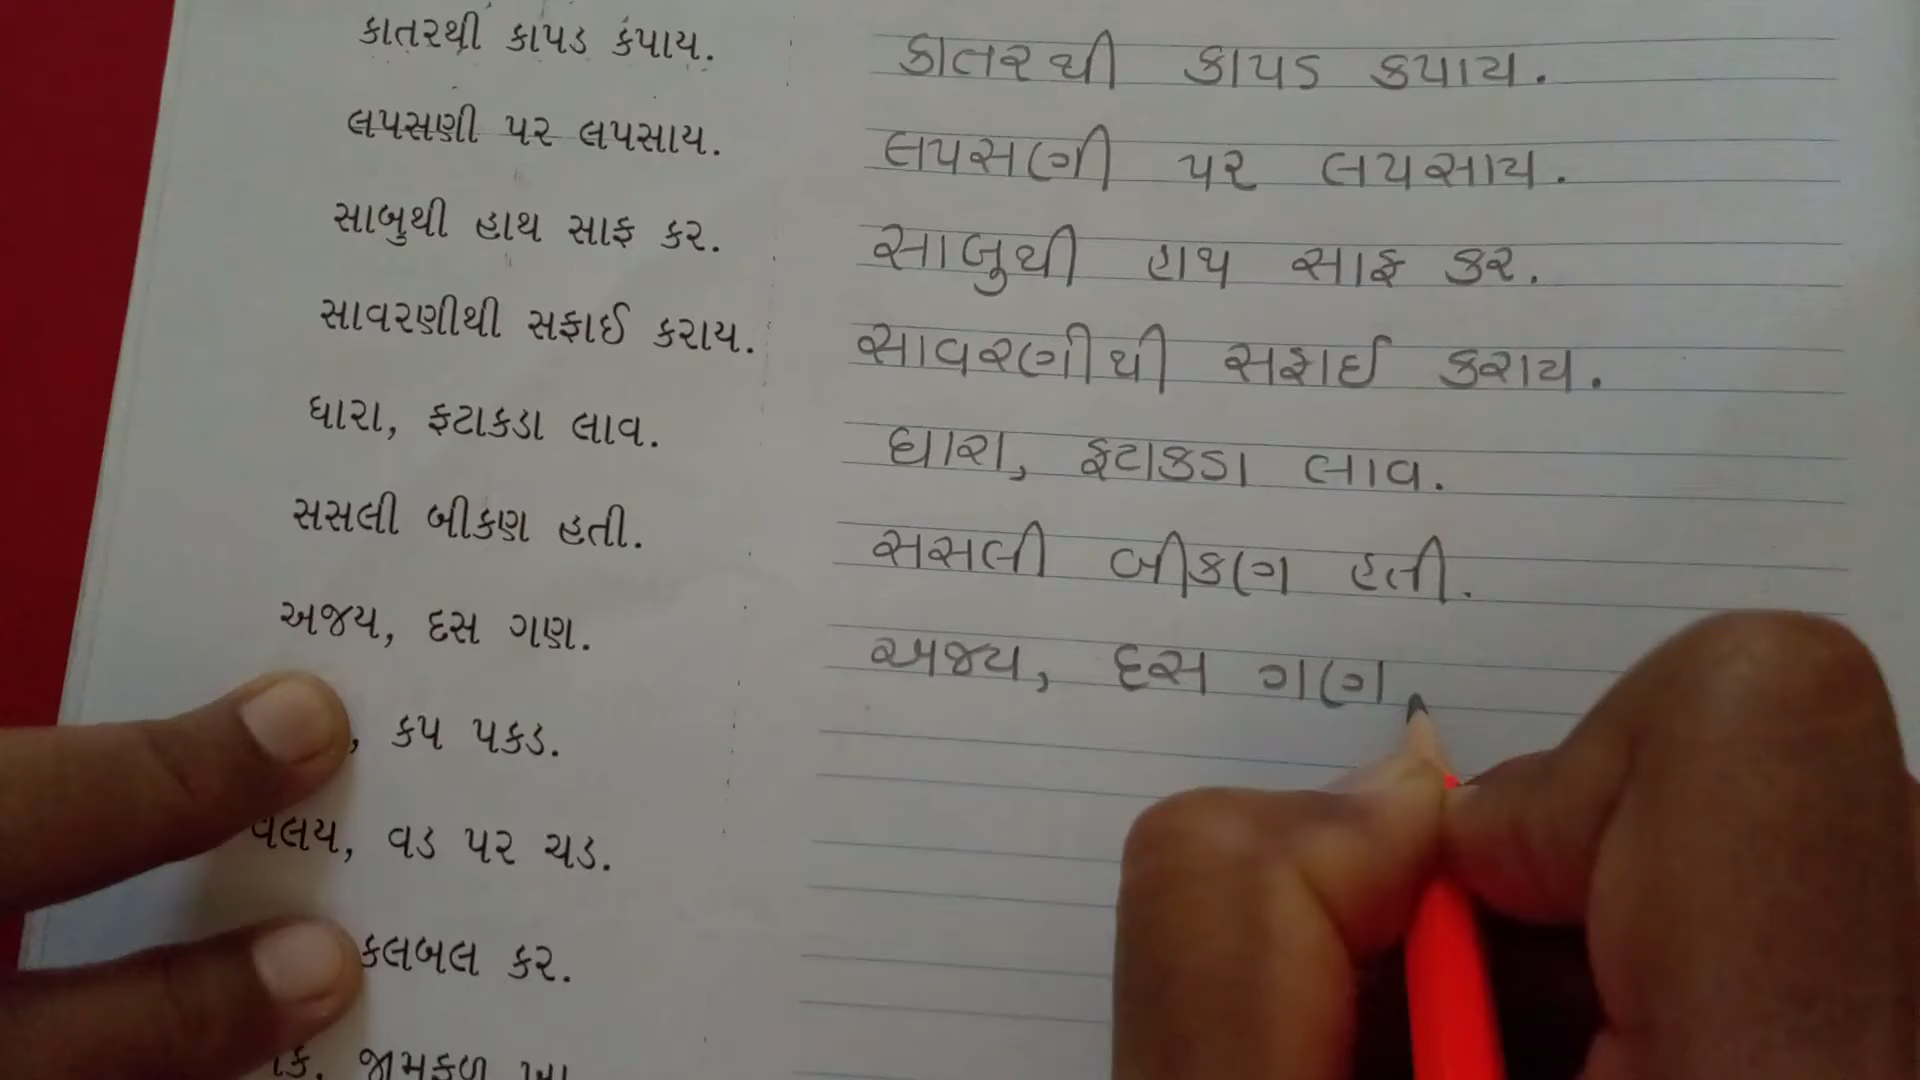 કાતરથી કાપડ કપાય.
કાતરથી કાપડ કપાય.
લપસણી પર લપસાય.
લપસણી પર લપસાય.
સાબુથી હાથ સાફ કર.
સાબુથી હાથ સાફ કર.
સાવરણીથી સફાઈ કરાય.
સાવરણીથી સફાઈ કરાય.
ધારા, ફટાકડા લાવ.
ધારા, ફટાકડા લાવ.
સસલી બીકણ હતી.
સસલી બીકણ હતી.
અજય, દસ ગણ.
અજય, દસ ગણ
, કપ પકડ.
વલય, વડ પર ચડ.
કલબલ કર.
જામફળ